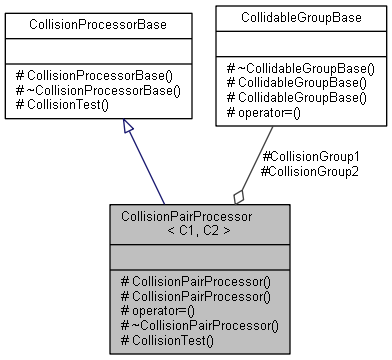 CollisionProcessorBase
# CollisionProcessorBase()
# ~CollisionProcessorBase()
# CollisionTest()
CollidableGroupBase
# ~CollidableGroupBase()
# CollidableGroupBase()
# CollidableGroupBase()
# operator=()
#CollisionGroup1
#CollisionGroup2
CollisionPairProcessor
< C1, C2 >
# CollisionPairProcessor()
# CollisionPairProcessor()
# operator=()
# ~CollisionPairProcessor()
# CollisionTest()